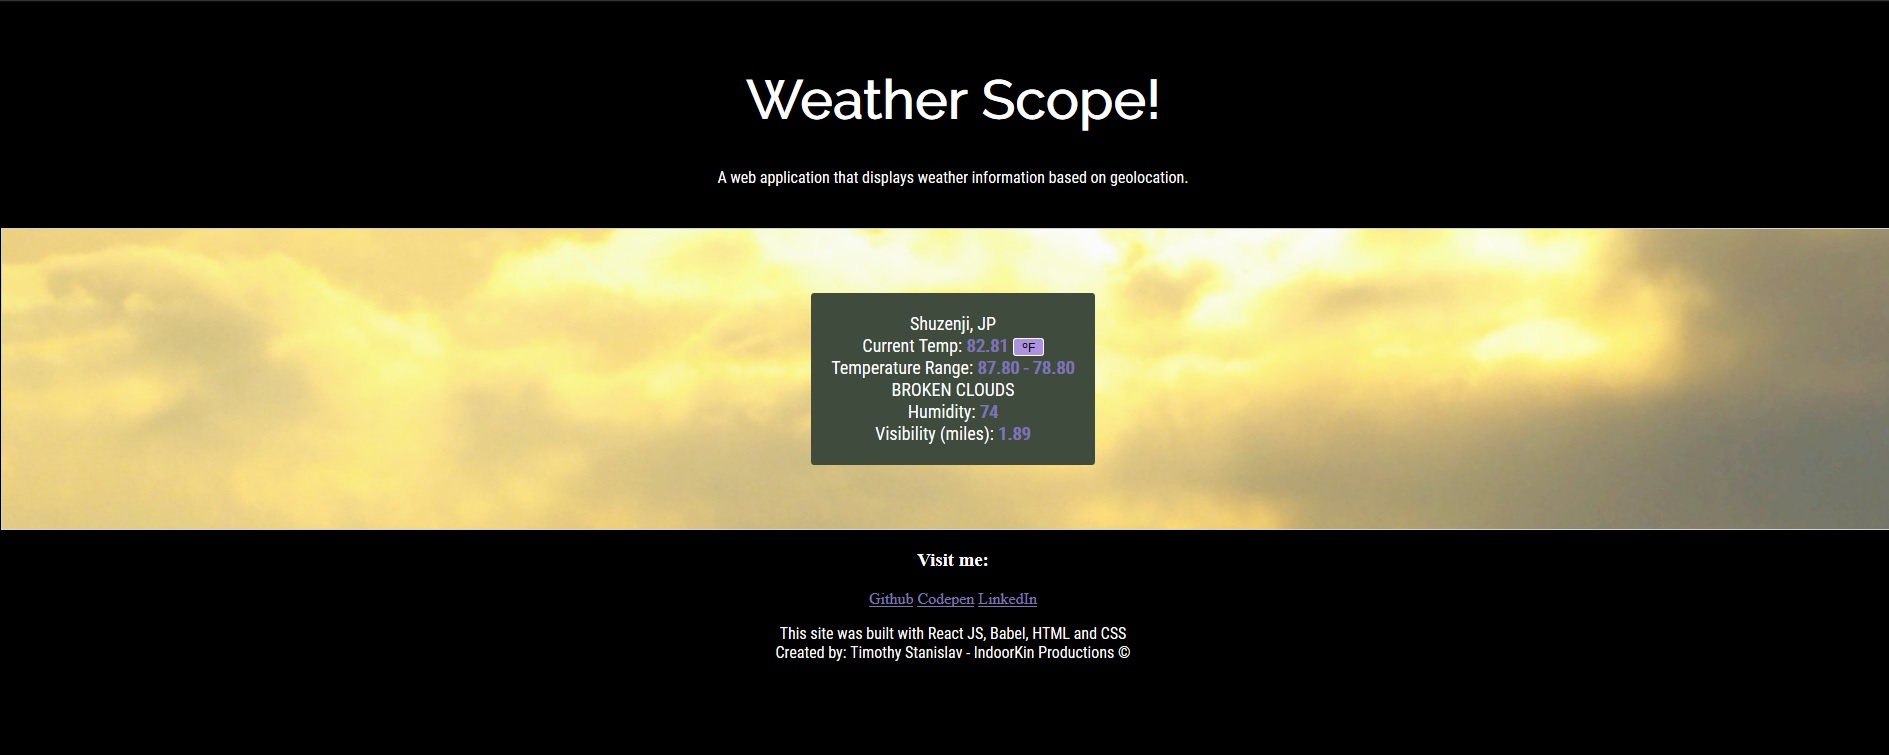 Weather Scope!
A web application that displays weather information based on geolocation.
Shuzenji, JP
Current Temp: 82.81 ºF
Temperature Range: 87.80 - 78.80
BROKEN CLOUDS
Humidity: 74
Visibility (miles): 1.89
Visit me:
Github Codepen LinkedIn
This site was built with React JS, Babel, HTML and CSS
Created by: Timothy Stanislav - IndoorKin Productions ©